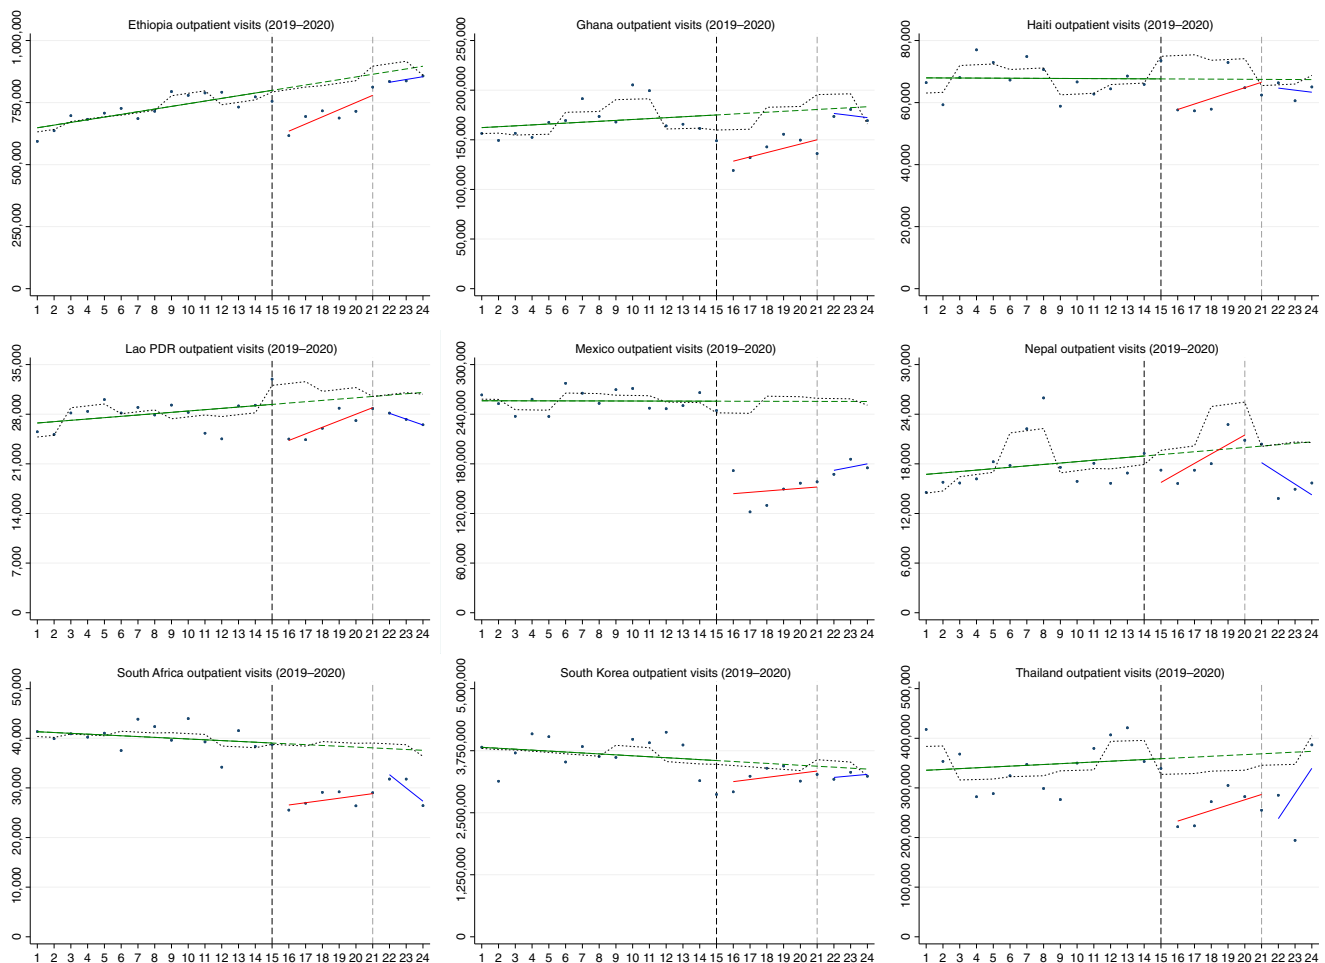 Ethiopia outpatient visits (2019–2020)
1,000,000
750,000
500,000
250,000
0
1 2 3 4 5 6 7 8 9 10 11 12 13 14 15 16 17 18 19 20 21 22 23 24
Ghana outpatient visits (2019–2020)
250,000
200,000
150,000
100,000
50,000
0
1 2 3 4 5 6 7 8 9 10 11 12 13 14 15 16 17 18 19 20 21 22 23 24
Haiti outpatient visits (2019–2020)
80,000
60,000
40,000
20,000
0
1 2 3 4 5 6 7 8 9 10 11 12 13 14 15 16 17 18 19 20 21 22 23 24
Lao PDR outpatient visits (2019–2020)
35,000
28,000
21,000
14,000
7,000
0
1 2 3 4 5 6 7 8 9 10 11 12 13 14 15 16 17 18 19 20 21 22 23 24
Mexico outpatient visits (2019–2020)
300,000
240,000
180,000
120,000
60,000
0
1 2 3 4 5 6 7 8 9 10 11 12 13 14 15 16 17 18 19 20 21 22 23 24
Nepal outpatient visits (2019–2020)
30,000
24,000
18,000
12,000
6,000
0
1 2 3 4 5 6 7 8 9 10 11 12 13 14 15 16 17 18 19 20 21 22 23 24
South Africa outpatient visits (2019–2020)
50,000
40,000
30,000
20,000
10,000
0
1 2 3 4 5 6 7 8 9 10 11 12 13 14 15 16 17 18 19 20 21 22 23 24
South Korea outpatient visits (2019–2020)
5,000,000
3,750,000
2,500,000
1,250,000
0
1 2 3 4 5 6 7 8 9 10 11 12 13 14 15 16 17 18 19 20 21 22 23 24
Thailand outpatient visits (2019–2020)
500,000
400,000
300,000
200,000
100,000
0
1 2 3 4 5 6 7 8 9 10 11 12 13 14 15 16 17 18 19 20 21 22 23 24